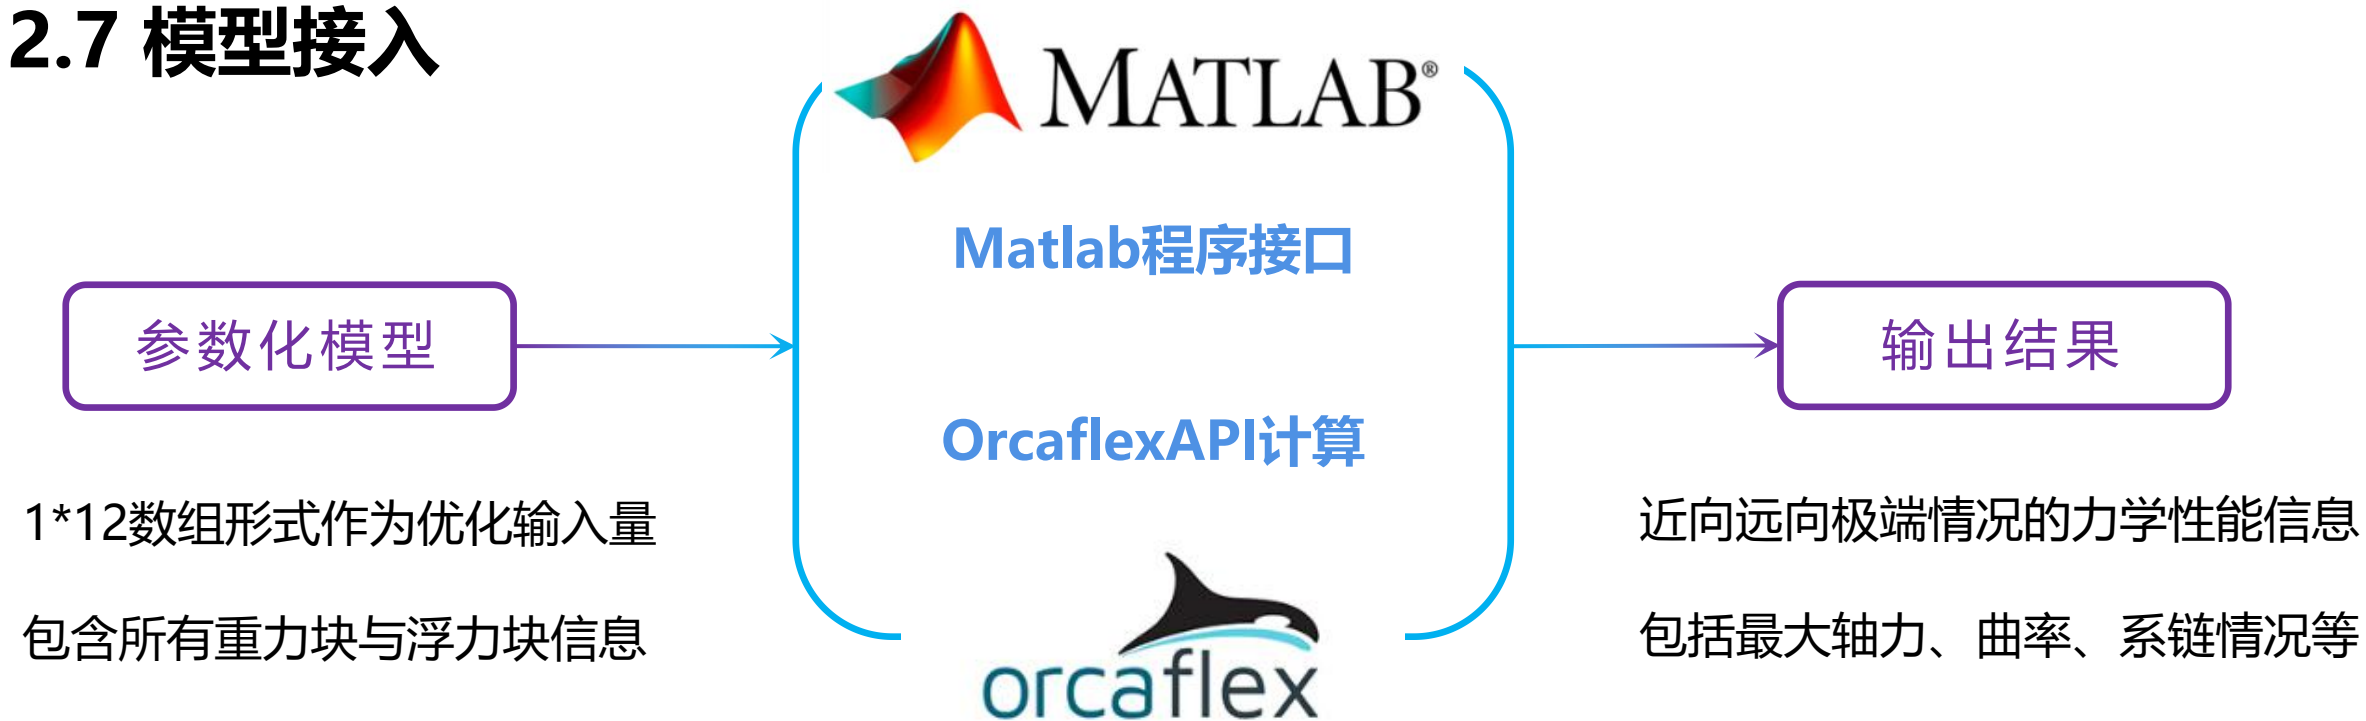 2.7 模型接入
MATLAB®
Matlab程序接口
参数化模型
输出结果
OrcaflexAPI计算
1*12数组形式作为优化输入量
近向远向极端情况的力学性能信息
包含所有重力块与浮力块信息
包括最大轴力、曲率、系链情况等
orcaflex